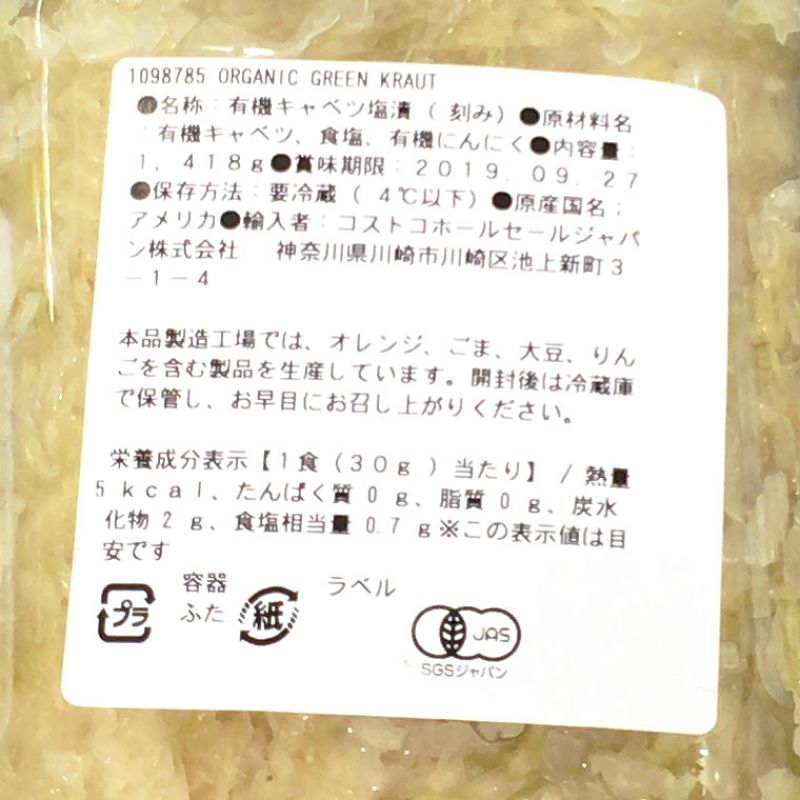 1098785 ORGANIC GREEN KRAUT
●名称：有機キャベツ塩漬（刻み）●原材料名
：有機キャベツ、食塩、有機にんにく●内容量：
1，418g●賞味期限：2019．09．27
●保存方法：要冷蔵（4℃以下）●原産国名；
アメリカ●輸入者：コストコホールセールジャパ
ン株式会社　神奈川県川崎市川崎区池上新町3
－1－4
本品製造工場では、オレンジ、ごま、大豆、りん
ごを含む製品を生産しています。開封後は冷蔵庫
で保管し、お早目にお召し上がりください。
栄養成分表示【1食（30g）当たり】／熱量
5kcal、たんぱく質0g、脂質0g、炭水
化物2g、食塩相当量0.7g※この表示値は目
安です
プラ 容器
ふた
紙 ラベル
JAS
SGSジャパン